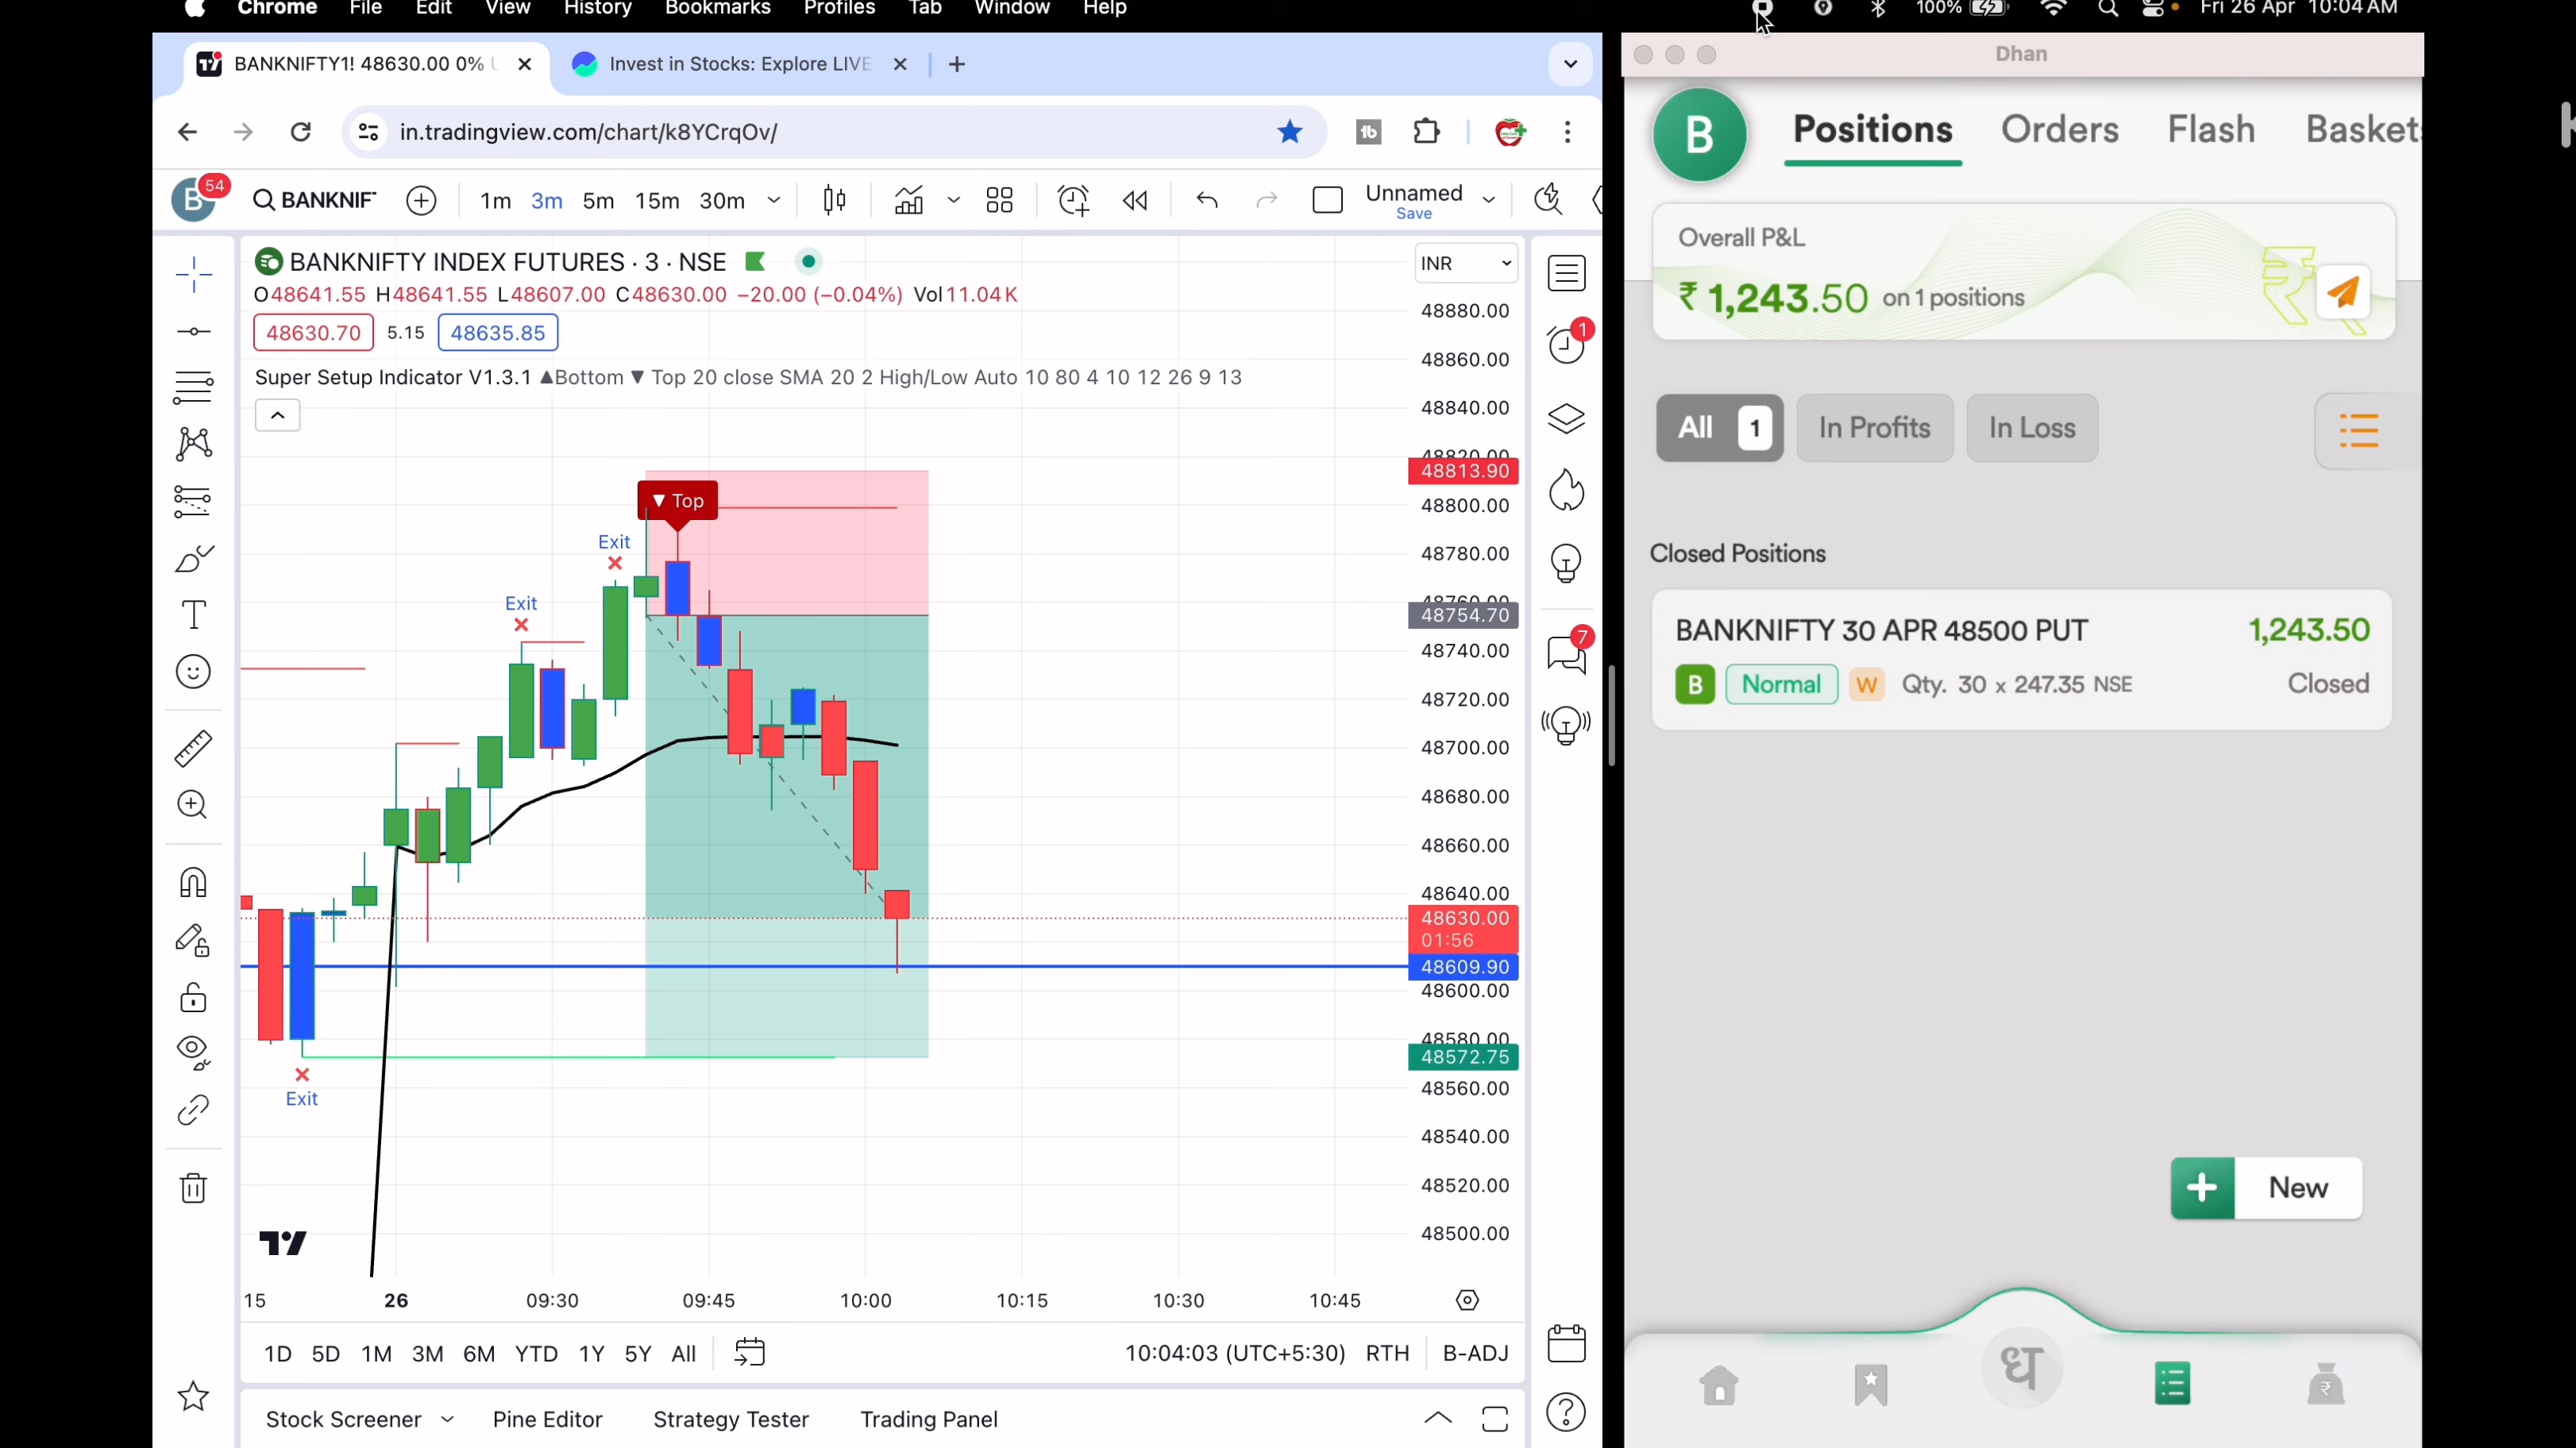 Chrome File Edit View History Bookmarks Profiles Tab Window Help
100% Fri 26 Apr 10:04 AM
BANKNIFTY1! 48630.00 0%
Invest in Stocks: Explore LIVE
in.tradingview.com/chart/k8YCrqOv/
B 54 BANKNIF 1m 3m 5m 15m 30m Unnamed
Save
BANKNIFTY INDEX FUTURES · 3 · NSE
O48641.55 H48641.55 L48607.00 C48630.00 −20.00 (−0.04%) Vol11.04K
48630.70 5.15 48635.85
Super Setup Indicator V1.3.1 ▲Bottom ▼ Top 20 close SMA 20 2 High/Low Auto 10 80 4 10 12 26 9 13
▼ Top
Exit
Exit
Exit
INR
48880.00
48860.00
48840.00
48820.00
48813.90
48800.00
48780.00
48760.00
48754.70
48740.00
48720.00
48700.00
48680.00
48660.00
48640.00
48630.00
01:56
48609.90
48600.00
48580.00
48572.75
48560.00
48540.00
48520.00
48500.00
:15 26 09:30 09:45 10:00 10:15 10:30 10:45
1D 5D 1M 3M 6M YTD 1Y 5Y All 10:04:03 (UTC+5:30) RTH B-ADJ
Stock Screener Pine Editor Strategy Tester Trading Panel
1
7
Dhan
B Positions Orders Flash Basket
Overall P&L
₹ 1,243.50 on 1 positions
All 1 In Profits In Loss
Closed Positions
BANKNIFTY 30 APR 48500 PUT 1,243.50
B Normal W Qty. 30 x 247.35 NSE Closed
+ New
ध